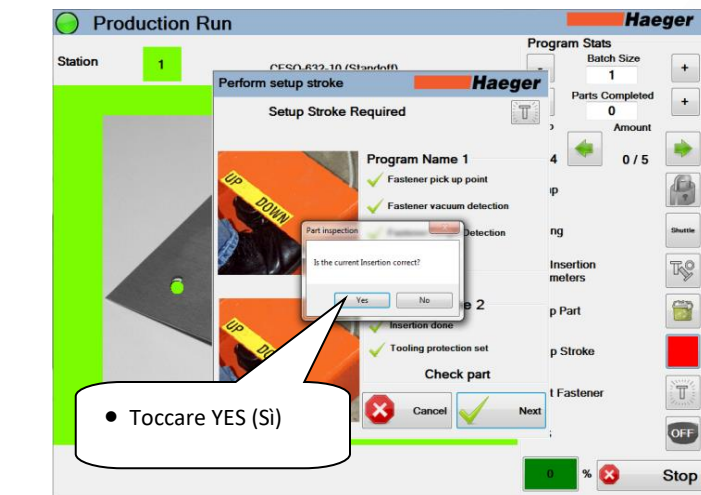 Production Run
Haeger
Station
1
CFSO-632-10 (Standoff)
Program Stats
Batch Size
-
1
+
Parts Completed
0
+
Amount
4
0 / 5
Perform setup stroke
Haeger
Setup Stroke Required
T
UP
DOWN
Program Name 1
Fastener pick up point
Fastener vacuum detection
Detection
Part inspection
Is the current Insertion correct?
Yes
No
e 2
Insertion done
Tooling protection set
UP
Check part
Cancel
Next
ng
Shuttle
Insertion
meters
p Part
p Stroke
t Fastener
T
OFF
0
%
Stop
• Toccare YES (Sì)